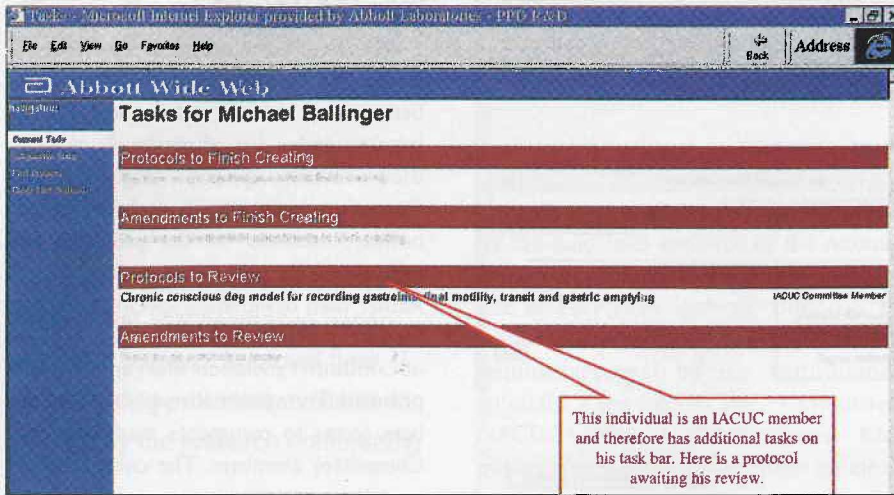 Tasks - Microsoft Internet Explorer provided by Abbott Laboratories - PPD R&D
File Edit View Go Favorites Help
Back
Address
Abbott Wide Web
Navigation
Current Tasks
Tasks for Michael Ballinger
Protocols to Finish Creating
Amendments to Finish Creating
Protocols to Review
Chronic conscious dog model for recording motility, transit and gastric emptying
IACUC Committee Member
Amendments to Review
This individual is an IACUC member
and therefore has additional tasks on
his task bar. Here is a protocol
awaiting his review.